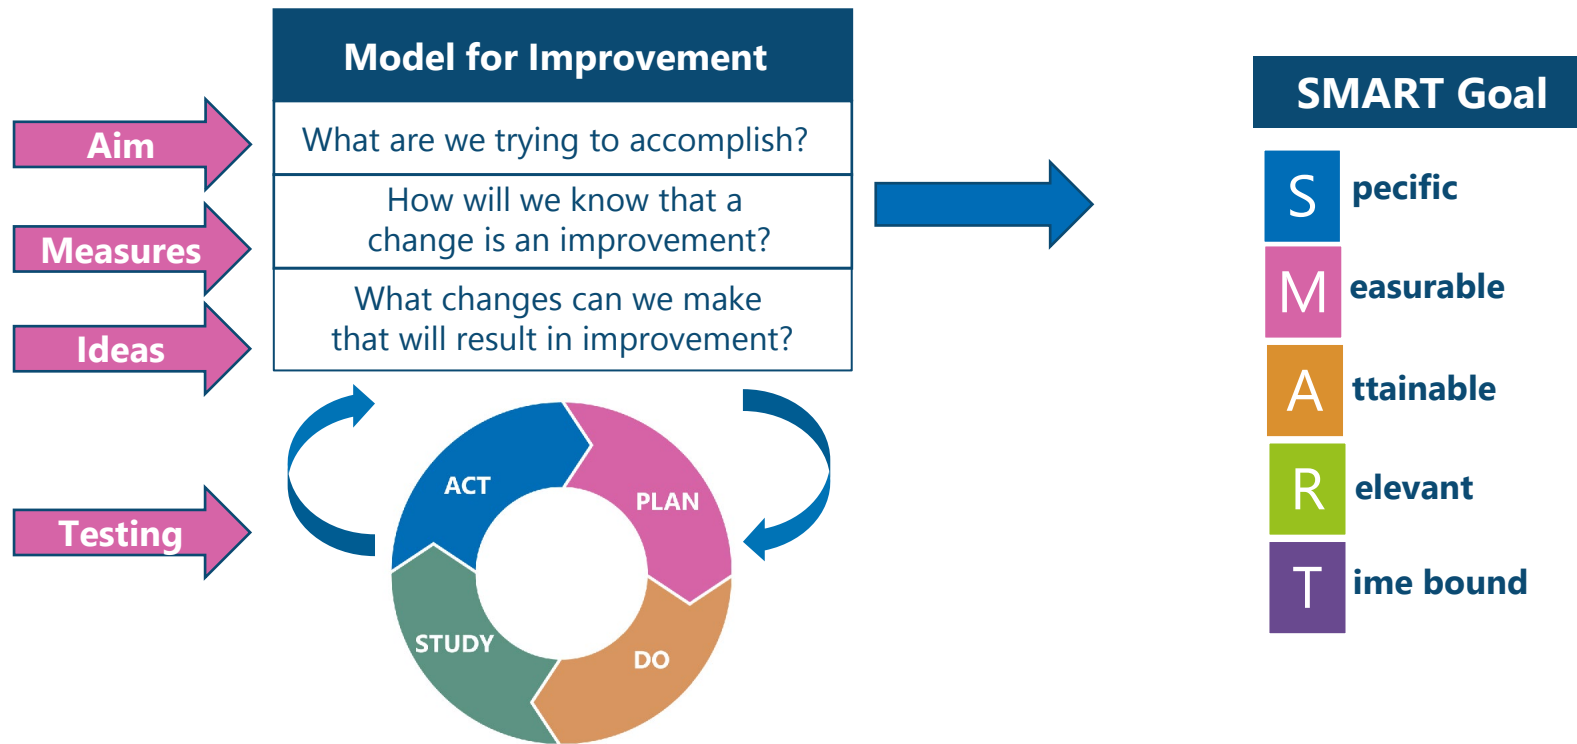 Model for Improvement
Aim
What are we trying to accomplish?
Measures
How will we know that a
change is an improvement?
Ideas
What changes can we make
that will result in improvement?
Testing
ACT
PLAN
STUDY
DO
SMART Goal
S pecific
M easurable
A ttainable
R elevant
T ime bound